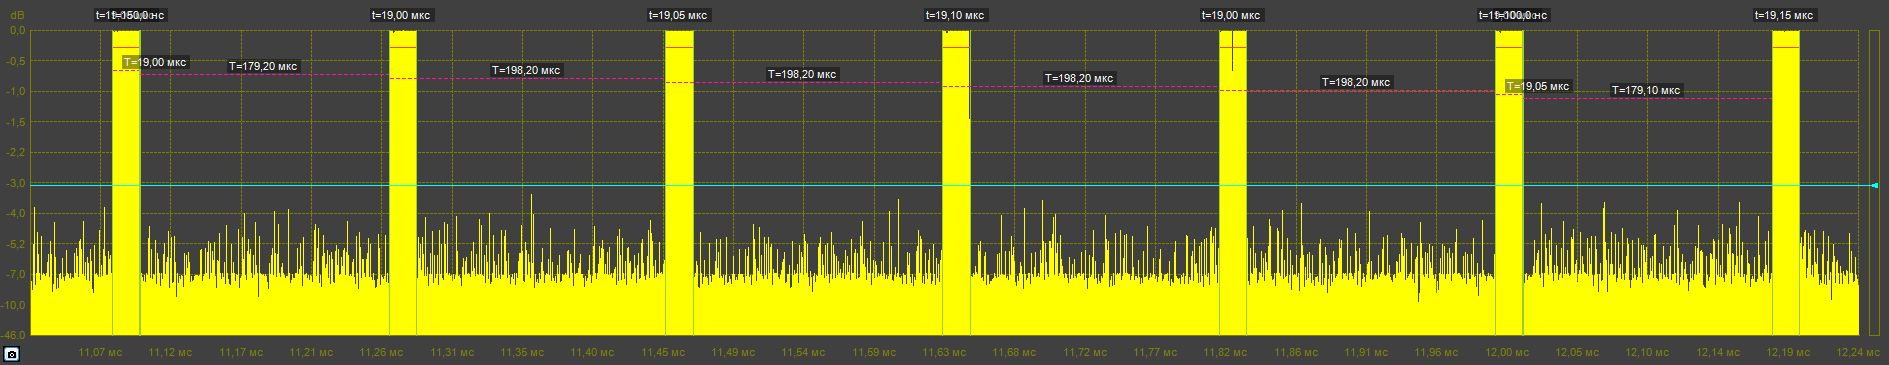 dB
t=19,00 мкс
t=19,05 мкс
t=19,10 мкс
t=19,00 мкс
t=19,15 мкс
0,0
-0,5
-1,0
-1,5
-2,2
-3,0
-4,0
-5,2
-7,0
-10,0
-46,0
T=19,00 мкс
T=179,20 мкс
T=198,20 мкс
T=198,20 мкс
T=198,20 мкс
T=198,20 мкс
T=19,05 мкс
T=179,10 мкс
11,07 мс
11,12 мс
11,17 мс
11,21 мс
11,26 мс
11,31 мс
11,35 мс
11,40 мс
11,45 мс
11,49 мс
11,54 мс
11,59 мс
11,63 мс
11,68 мс
11,72 мс
11,77 мс
11,82 мс
11,86 мс
11,91 мс
11,96 мс
12,00 мс
12,05 мс
12,10 мс
12,14 мс
12,19 мс
12,24 мс